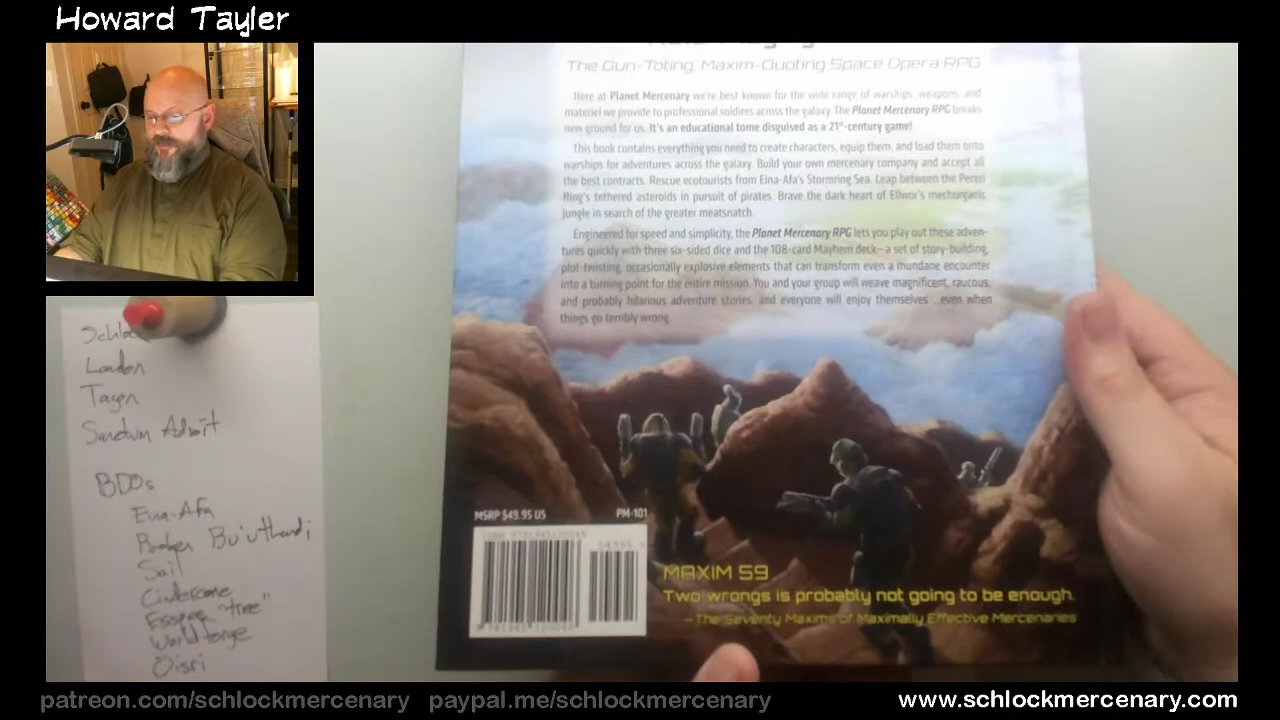 Howard Tayler
The Gun-Toting, Maxim-Quoting Space Opera RPG
Here at Planet Mercenary we're best known for the wide range of warships, weapons, and
materiel we provide to professional soldiers across the galaxy. The Planet Mercenary RPG breaks
new ground for us. It's an educational tome disguised as a 21st-century game!
This book contains everything you need to create characters, equip them, and load them onto
warships for adventures across the galaxy. Build your own mercenary company and accept all
the best contracts. Rescue ecotourists from Eina-Afa's Stormring Sea. Leap between the Pereri
Ring's tethered asteroids in pursuit of pirates. Brave the dark heart of Ellwor's mechorganic
jungle in search of the greater meatsnatch.
Engineered for speed and simplicity, the Planet Mercenary RPG lets you play out these adven-
tures quickly with three six-sided dice and the 108-card Mayhem deck—a set of story-building,
plot-twisting, occasionally explosive elements that can transform even a mundane encounter
into a turning point for the entire mission. You and your group will weave magnificent, raucous,
and probably hilarious adventure stories, and everyone will enjoy themselves...even when
things go terribly wrong.
MSRP $49.95 US
PM-101
MAXIM 59
Two wrongs is probably not going to be enough.
—The Seventy Maxims of Maximally Effective Mercenaries
London
Tagon
Sanctum Adroit
BDOs
Eina-Afa
Bu'uthandi
Sail
Cindercone
"tree"
Worldforge
Oisri
patreon.com/schlockmercenary paypal.me/schlockmercenary
www.schlockmercenary.com